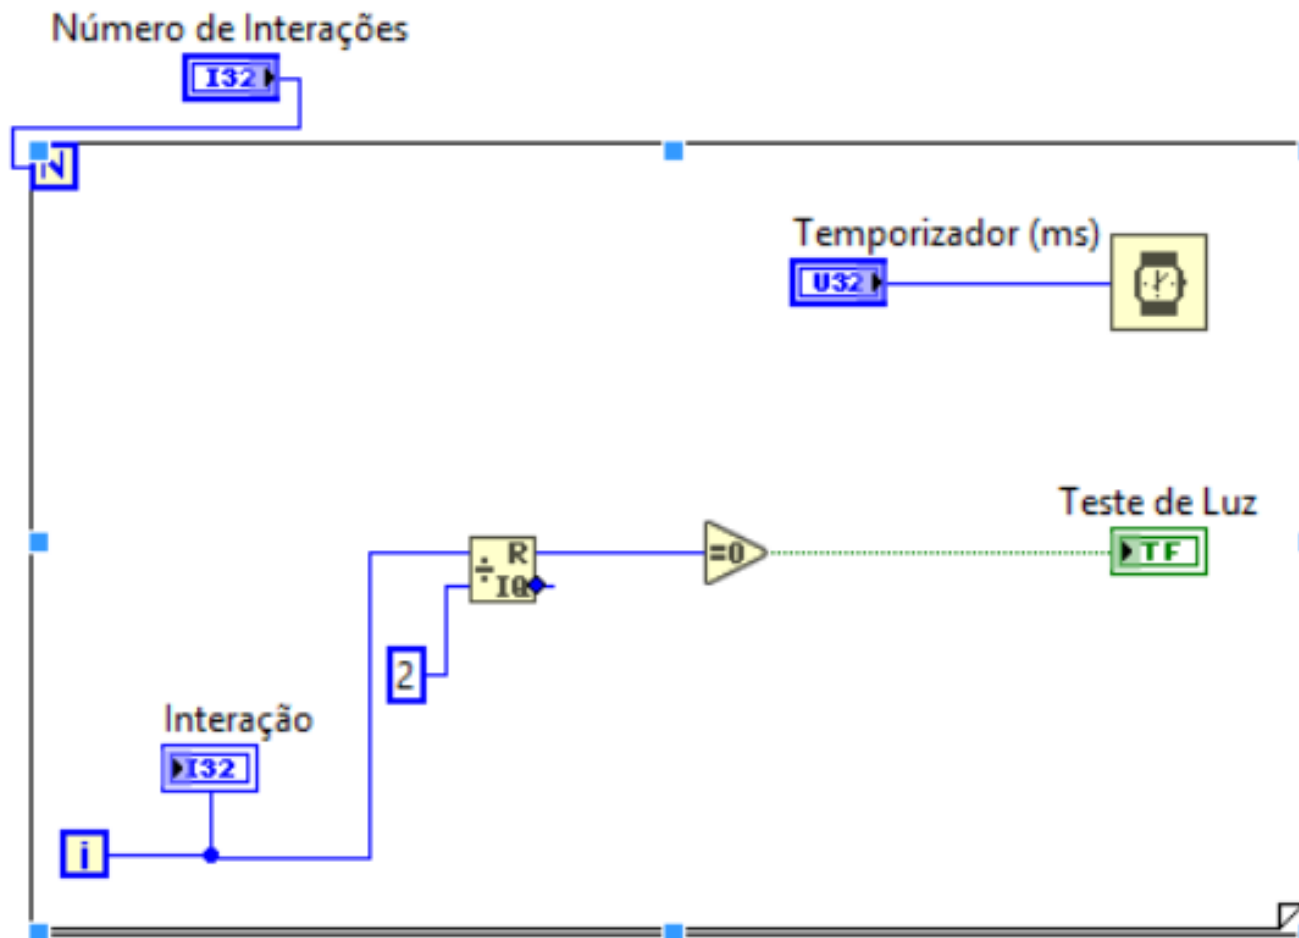 Número de Interações
I32
N
Temporizador (ms)
U32
Teste de Luz
R
IQ
=0
TF
2
Interação
I32
i